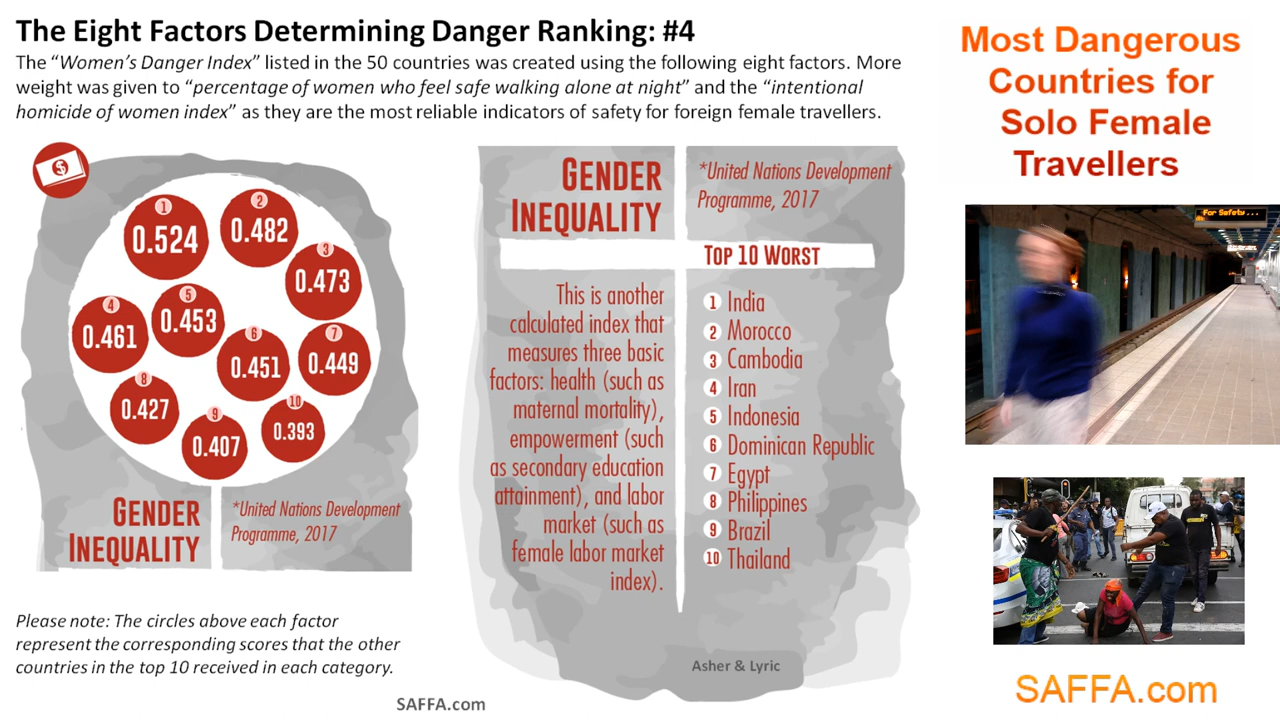 The Eight Factors Determining Danger Ranking: #4
The “Women’s Danger Index” listed in the 50 countries was created using the following eight factors. More
weight was given to “percentage of women who feel safe walking alone at night” and the “intentional
homicide of women index” as they are the most reliable indicators of safety for foreign female travellers.
$
1
0.524
2
0.482
3
0.473
4
0.461
5
0.453
6
0.451
7
0.449
8
0.427
9
0.407
10
0.393
GENDER
INEQUALITY
*United Nations Development
Programme, 2017
Please note: The circles above each factor
represent the corresponding scores that the other
countries in the top 10 received in each category.
GENDER
INEQUALITY
*United Nations Development
Programme, 2017
TOP 10 WORST
This is another
calculated index that
measures three basic
factors: health (such as
maternal mortality),
empowerment (such
as secondary education
attainment), and labor
market (such as
female labor market
index).
1 India
2 Morocco
3 Cambodia
4 Iran
5 Indonesia
6 Dominican Republic
7 Egypt
8 Philippines
9 Brazil
10 Thailand
Asher & Lyric
SAFFA.com
Most Dangerous
Countries for
Solo Female
Travellers
For Safety...
SAFFA.com